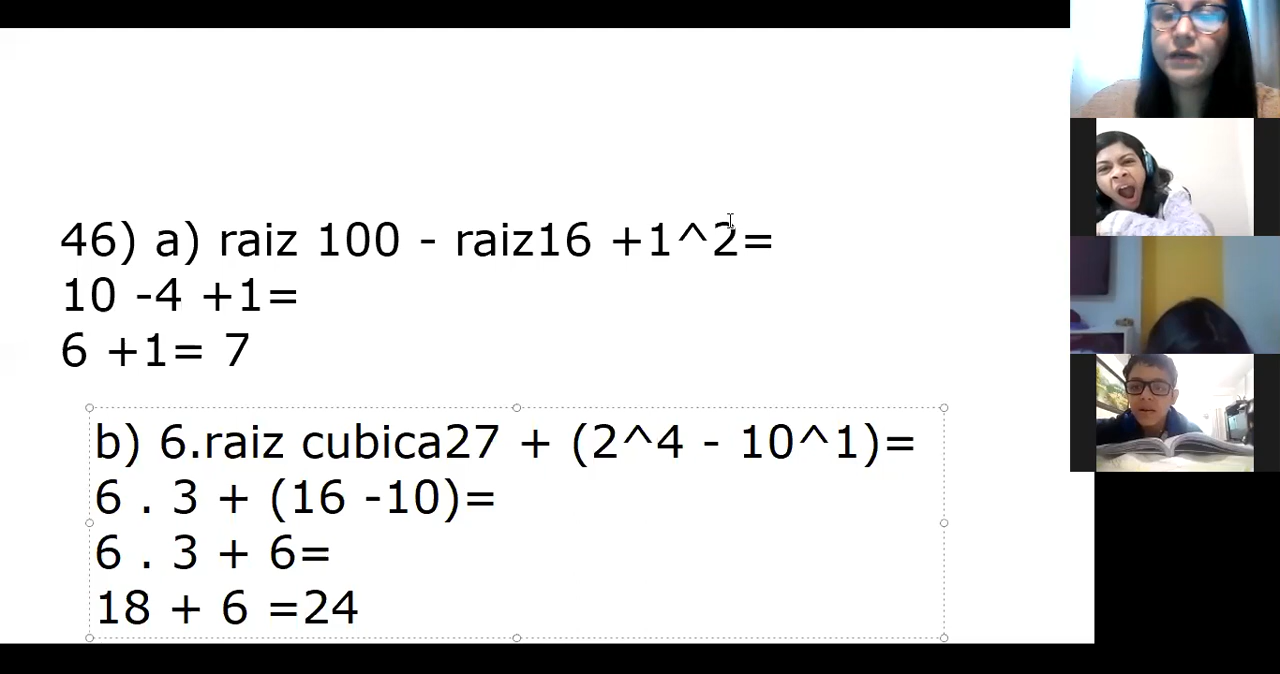 46) a) raiz 100 - raiz16 +1^2=
10 -4 +1=
6 +1= 7
b) 6.raiz cubica27 + (2^4 - 10^1)=
6 . 3 + (16 -10)=
6 . 3 + 6=
18 + 6 =24